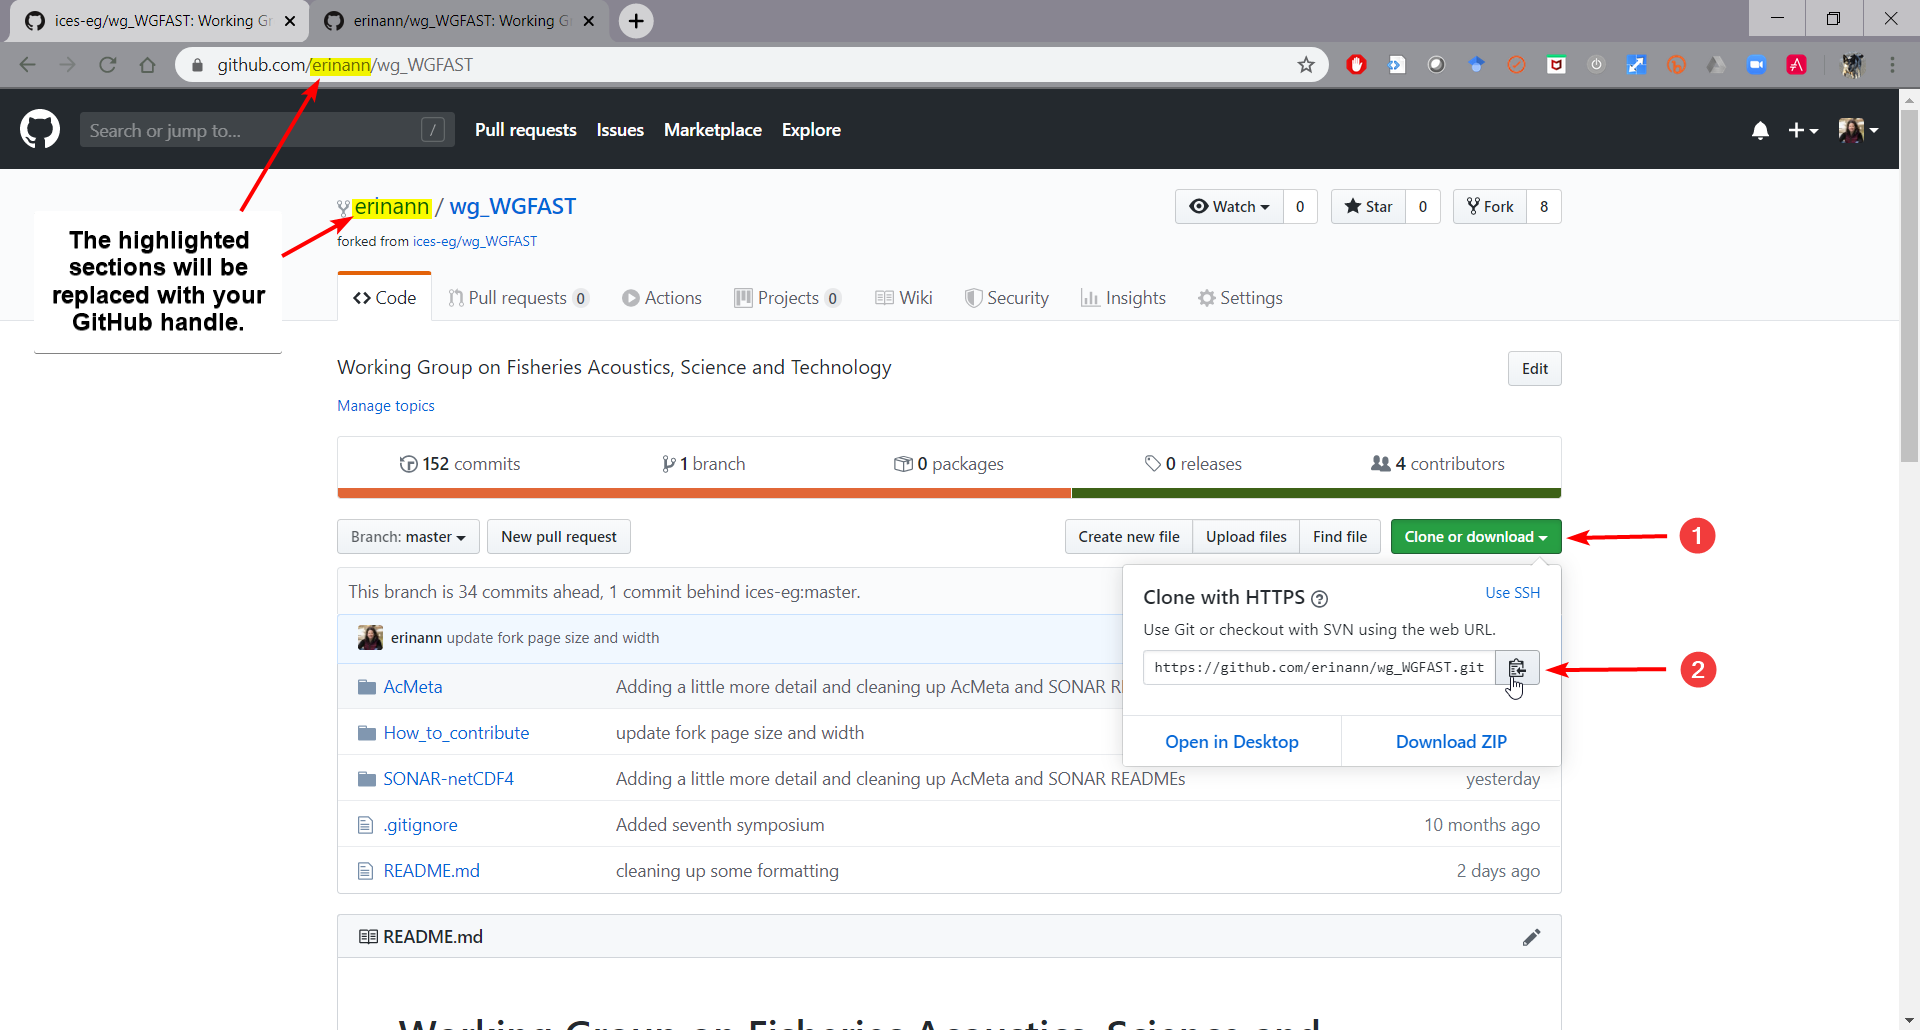 ices-eg/wg_WGFAST: Working Gr
erinann/wg_WGFAST: Working G
github.com/erinann/wg_WGFAST
Search or jump to...
/
Pull requests
Issues
Marketplace
Explore
erinann / wg_WGFAST
forked from ices-eg/wg_WGFAST
Watch
0
Star
0
Fork
8
The highlighted
sections will be
replaced with your
GitHub handle.
Code
Pull requests 0
Actions
Projects 0
Wiki
Security
Insights
Settings
Working Group on Fisheries Acoustics, Science and Technology
Edit
Manage topics
152 commits
1 branch
0 packages
0 releases
4 contributors
Branch: master
New pull request
Create new file
Upload files
Find file
Clone or download
1
This branch is 34 commits ahead, 1 commit behind ices-eg:master.
Clone with HTTPS ?
Use SSH
Use Git or checkout with SVN using the web URL.
https://github.com/erinann/wg_WGFAST.git
2
Open in Desktop
Download ZIP
erinann update fork page size and width
AcMeta
Adding a little more detail and cleaning up AcMeta and SONAR RE
How_to_contribute
update fork page size and width
SONAR-netCDF4
Adding a little more detail and cleaning up AcMeta and SONAR READMEs
yesterday
.gitignore
Added seventh symposium
10 months ago
README.md
cleaning up some formatting
2 days ago
README.md
Working Group on Fisheries Acoustics, Science and